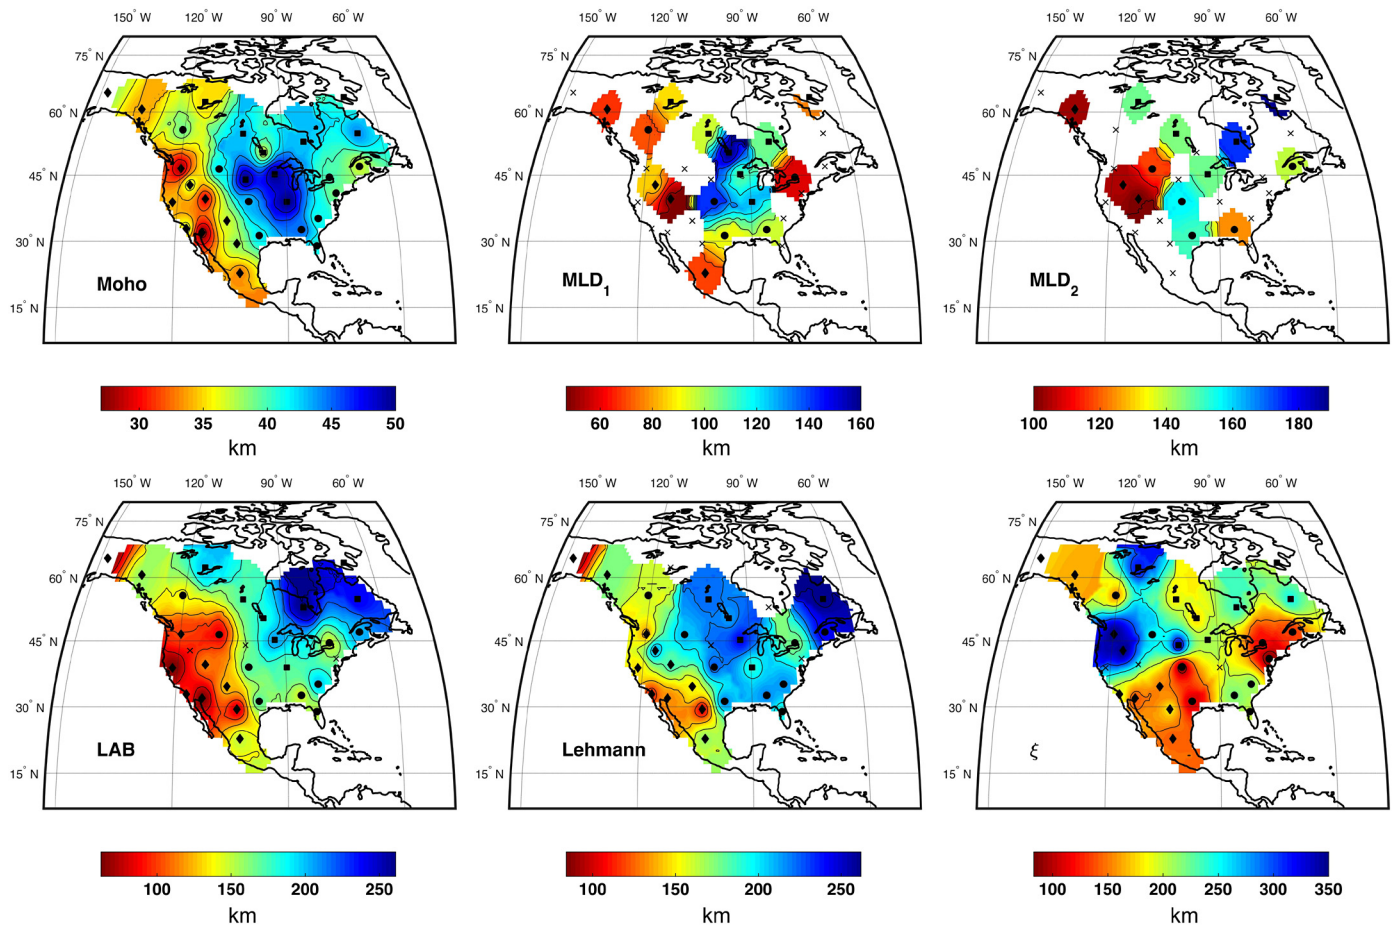 150° W 120° W 90° W 60° W
75° N
60° N
45° N
30° N
15° N
Moho
30 35 40 45 50
km
150° W 120° W 90° W 60° W
75° N
60° N
45° N
30° N
15° N
MLD1
60 80 100 120 140 160
km
150° W 120° W 90° W 60° W
75° N
60° N
45° N
30° N
15° N
MLD2
100 120 140 160 180
km
150° W 120° W 90° W 60° W
75° N
60° N
45° N
30° N
15° N
LAB
100 150 200 250
km
150° W 120° W 90° W 60° W
75° N
60° N
45° N
30° N
15° N
Lehmann
100 150 200 250
km
150° W 120° W 90° W 60° W
75° N
60° N
45° N
30° N
15° N
ξ
100 150 200 250 300 350
km